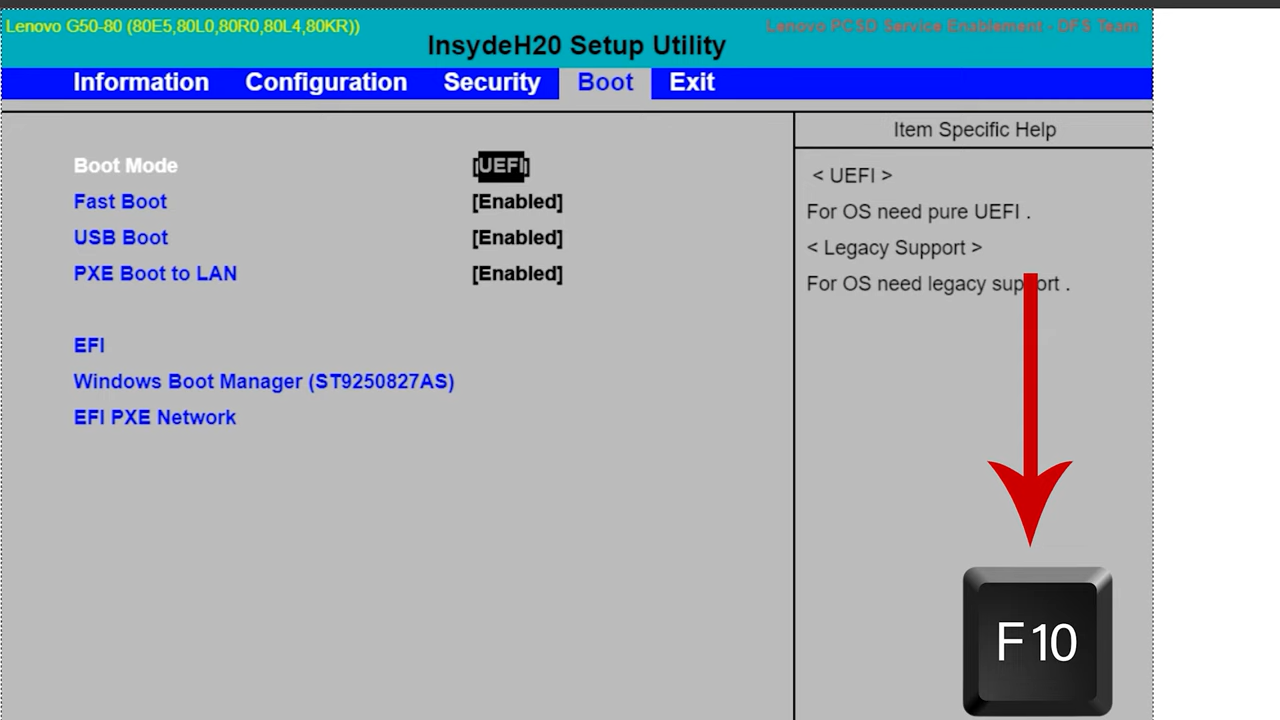 Lenovo G50-80 (80E5,80L0,80R0,80L4,80KR))
Lenovo PCSD Service Enablement - DFS Team
InsydeH20 Setup Utility
Information Configuration Security Boot Exit
Item Specific Help
Boot Mode [UEFI]
Fast Boot [Enabled]
USB Boot [Enabled]
PXE Boot to LAN [Enabled]
EFI
Windows Boot Manager (ST9250827AS)
EFI PXE Network
< UEFI >
For OS need pure UEFI .
< Legacy Support >
For OS need legacy support .
F10